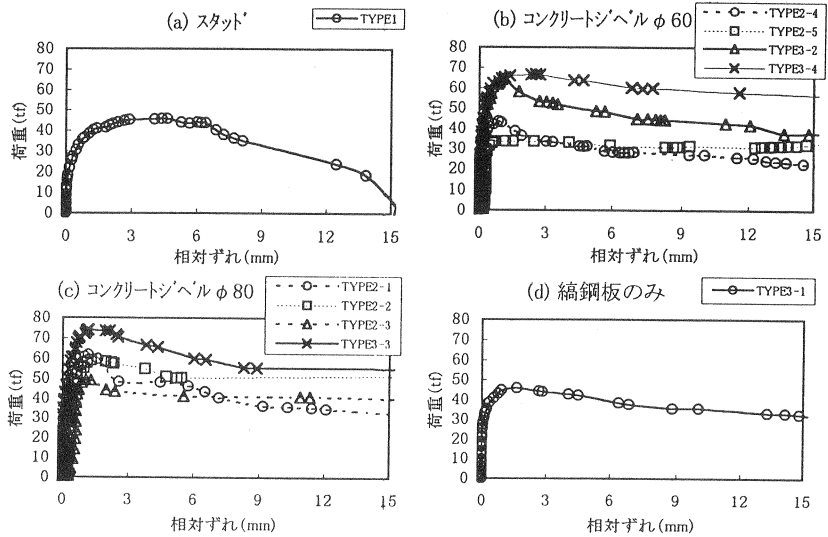 (a) スタッド
TYPE1
荷重(tf)
80
70
60
50
40
30
20
10
0
0 3 6 9 12 15
相対ずれ(mm)
(b) コンクリートジベルφ60
TYPE2-4
TYPE2-5
TYPE3-2
TYPE3-4
荷重(tf)
80
70
60
50
40
30
20
10
0
0 3 6 9 12 15
相対ずれ(mm)
(c) コンクリートジベルφ80
TYPE2-1
TYPE2-2
TYPE2-3
TYPE3-3
荷重(tf)
80
70
60
50
40
30
20
10
0
0 3 6 9 12 15
相対ずれ(mm)
(d) 縞鋼板のみ
TYPE3-1
荷重(tf)
80
70
60
50
40
30
20
10
0
0 3 6 9 12 15
相対ずれ(mm)